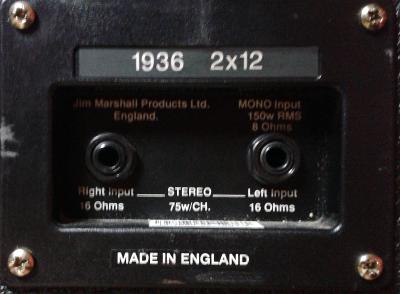 1936 2x12
Jim Marshall Products Ltd.
England.
MONO Input
150w RMS
8 Ohms
Right Input
16 Ohms
STEREO
75w/CH.
Left Input
16 Ohms
MADE IN ENGLAND